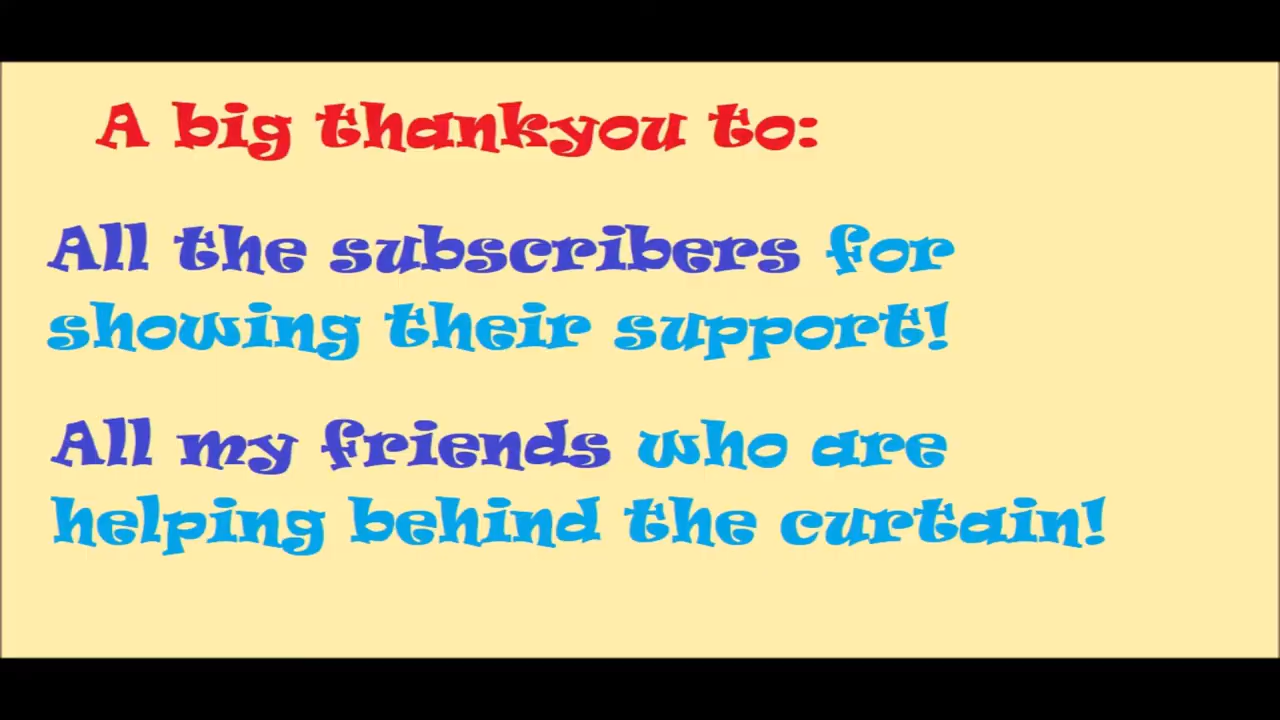 A big thankyou to:
All the subscribers for
showing their support!
All my friends who are
helping behind the curtain!